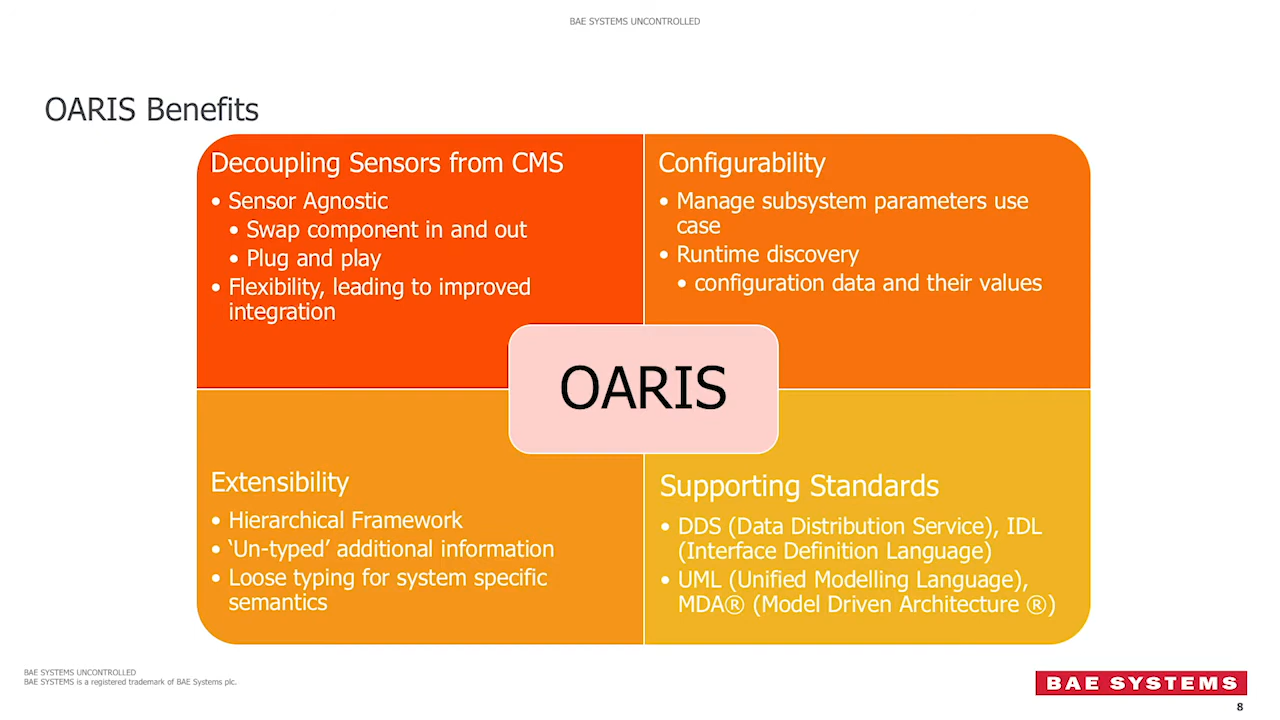 BAE SYSTEMS UNCONTROLLED
OARIS Benefits
Decoupling Sensors from CMS
• Sensor Agnostic
• Swap component in and out
• Plug and play
• Flexibility, leading to improved
integration
Configurability
• Manage subsystem parameters use
case
• Runtime discovery
• configuration data and their values
OARIS
Extensibility
• Hierarchical Framework
• ‘Un-typed’ additional information
• Loose typing for system specific
semantics
Supporting Standards
• DDS (Data Distribution Service), IDL
(Interface Definition Language)
• UML (Unified Modelling Language),
MDA® (Model Driven Architecture ®)
BAE SYSTEMS UNCONTROLLED
BAE SYSTEMS is a registered trademark of BAE Systems plc.
BAE SYSTEMS
8